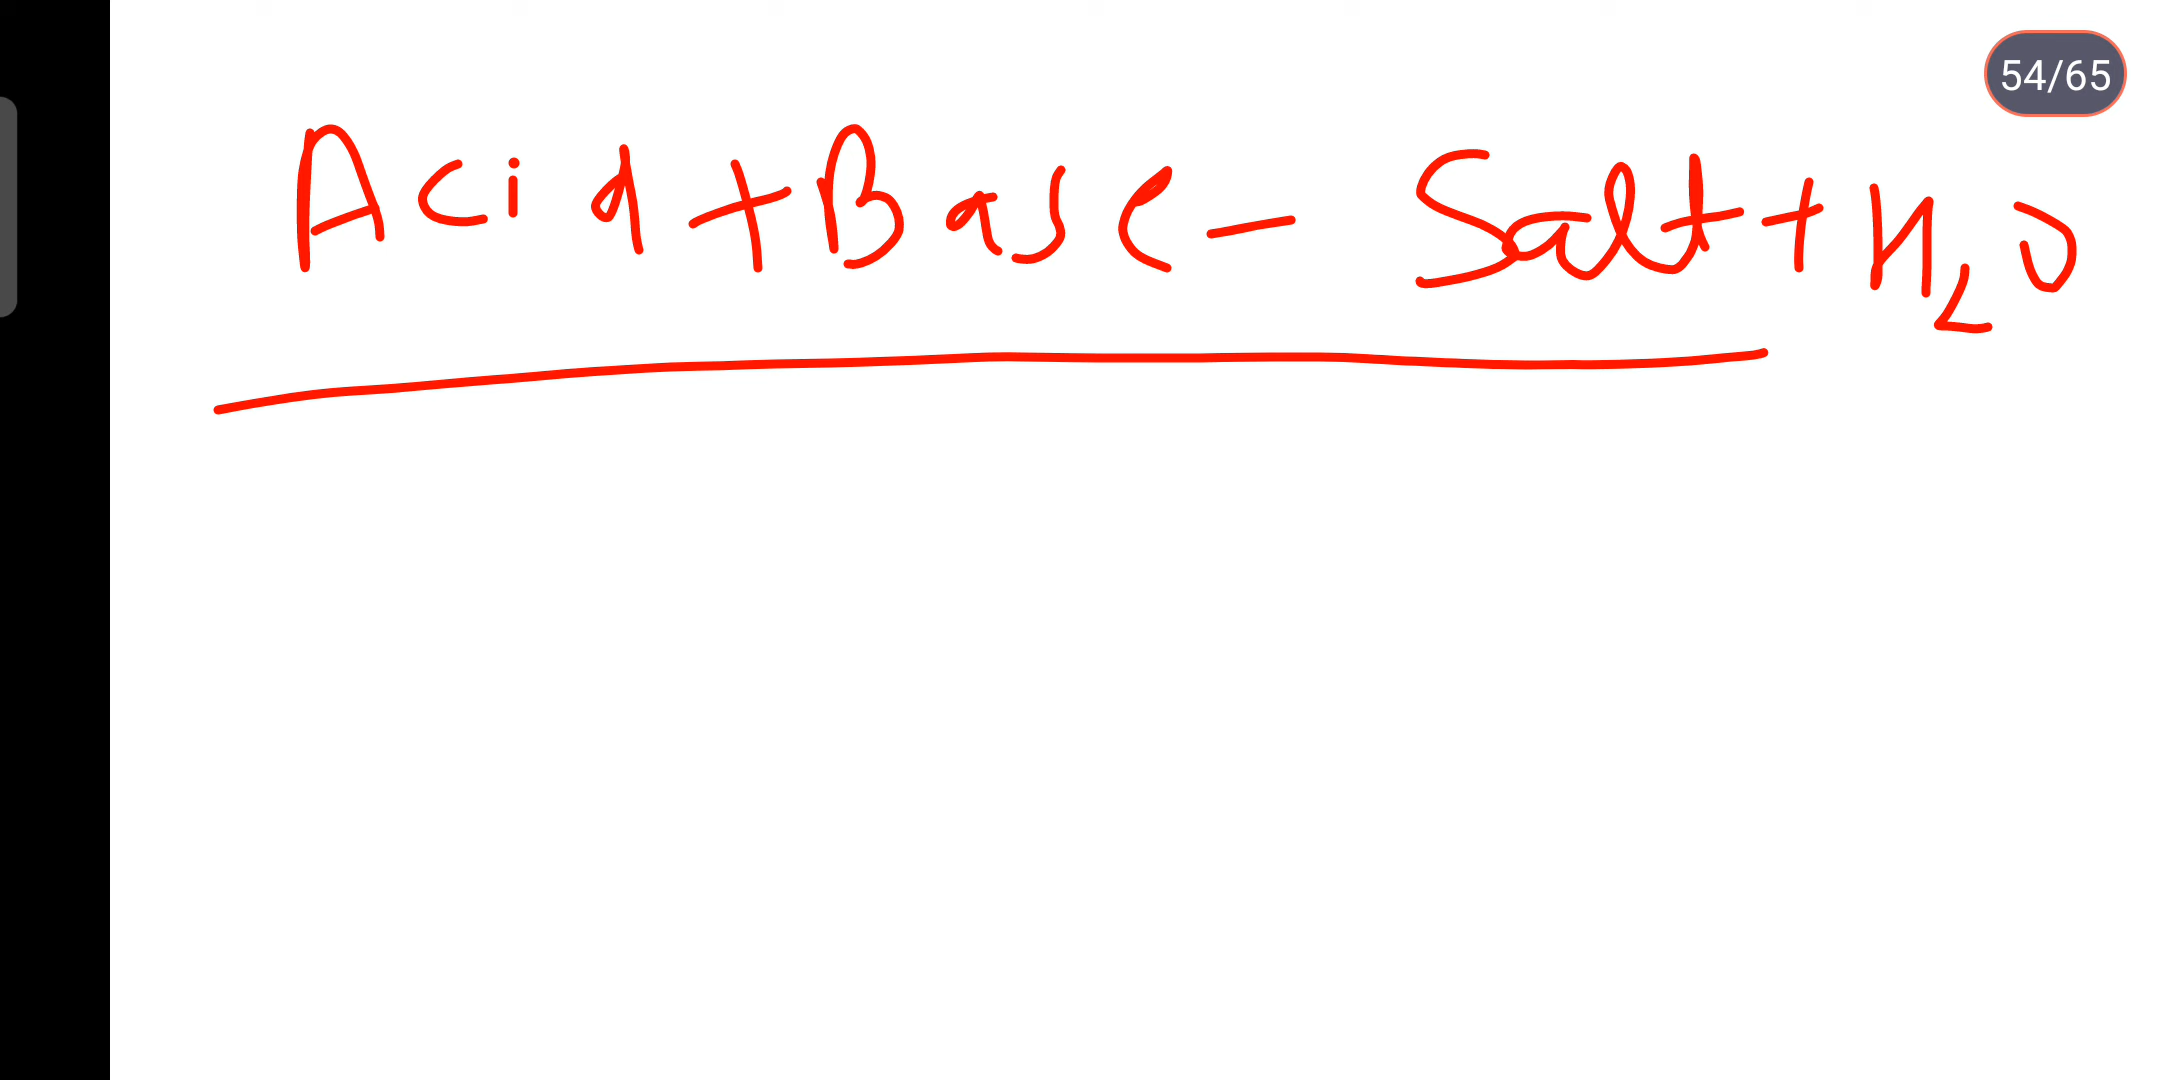 54/65
Acid + Base - Salt + H₂O